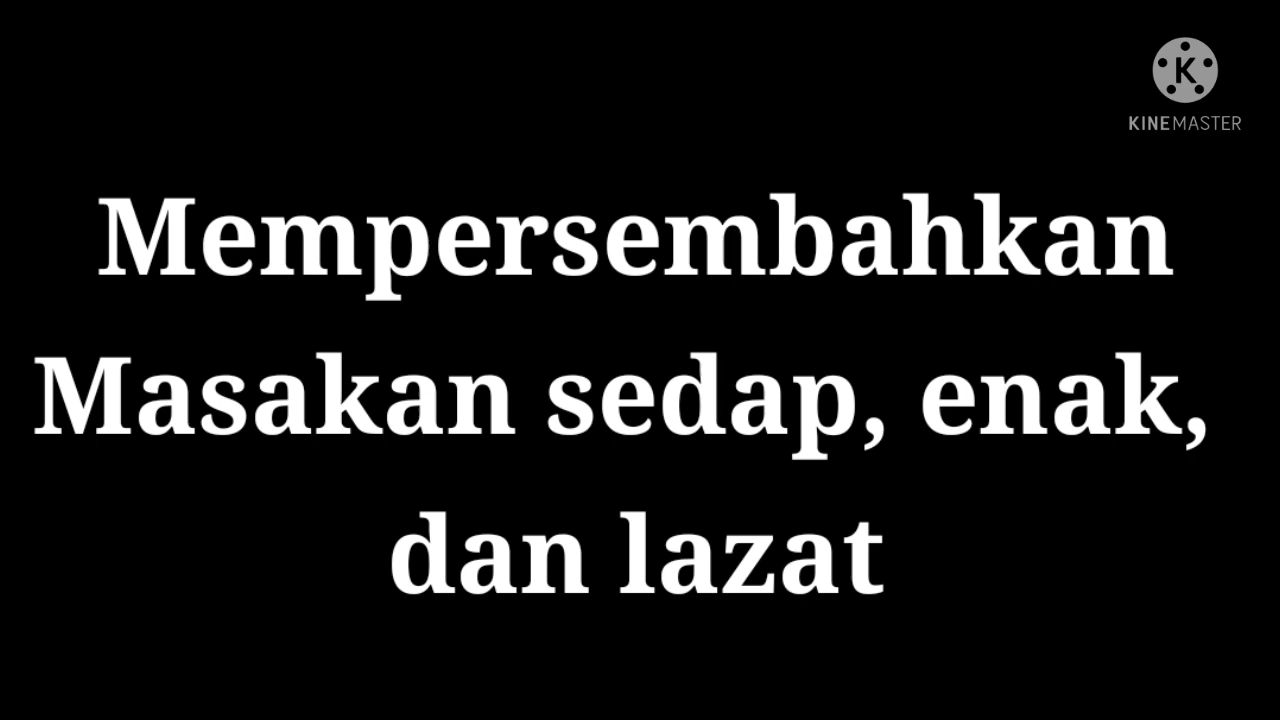 K
KINEMASTER
Mempersembahkan
Masakan sedap, enak,
dan lazat